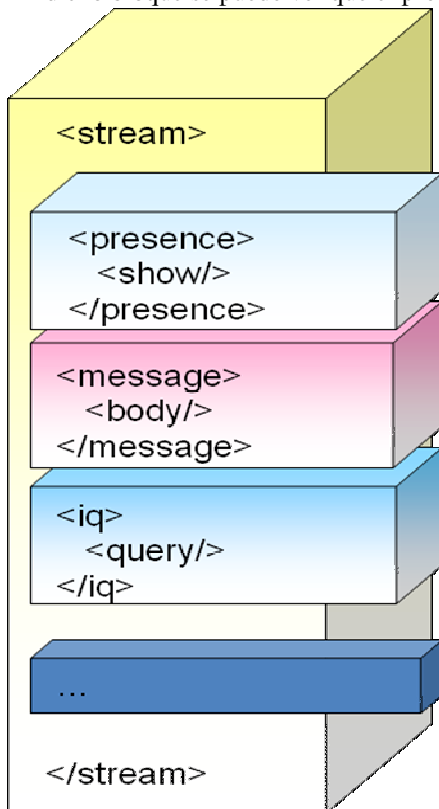 <stream>
<presence>
<show/>
</presence>
<message>
<body/>
</message>
<iq>
<query/>
</iq>
...
</stream>